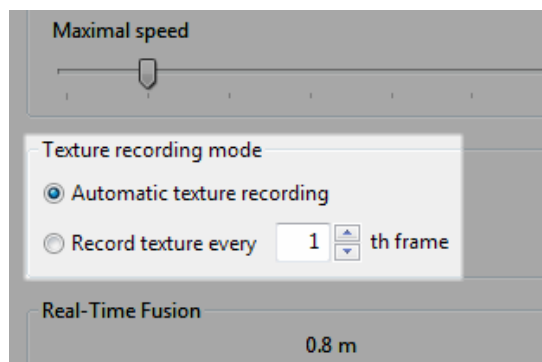 Maximal speed
Texture recording mode
Automatic texture recording
Record texture every 1 th frame
Real-Time Fusion
0.8 m